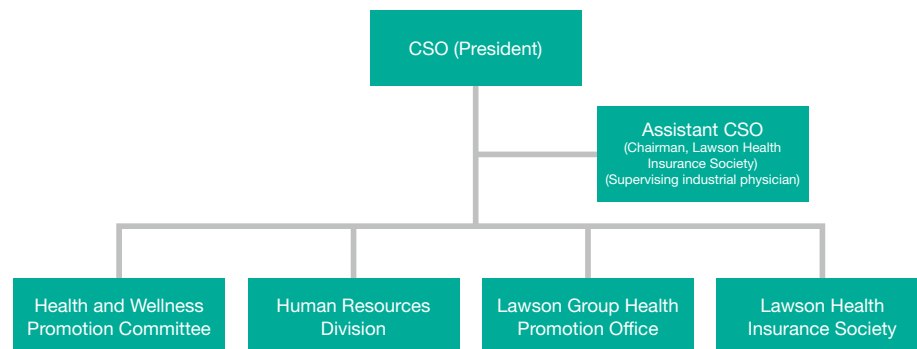 CSO (President)
Assistant CSO
(Chairman, Lawson Health
Insurance Society)
(Supervising industrial physician)
Health and Wellness
Promotion Committee
Human Resources
Division
Lawson Group Health
Promotion Office
Lawson Health
Insurance Society